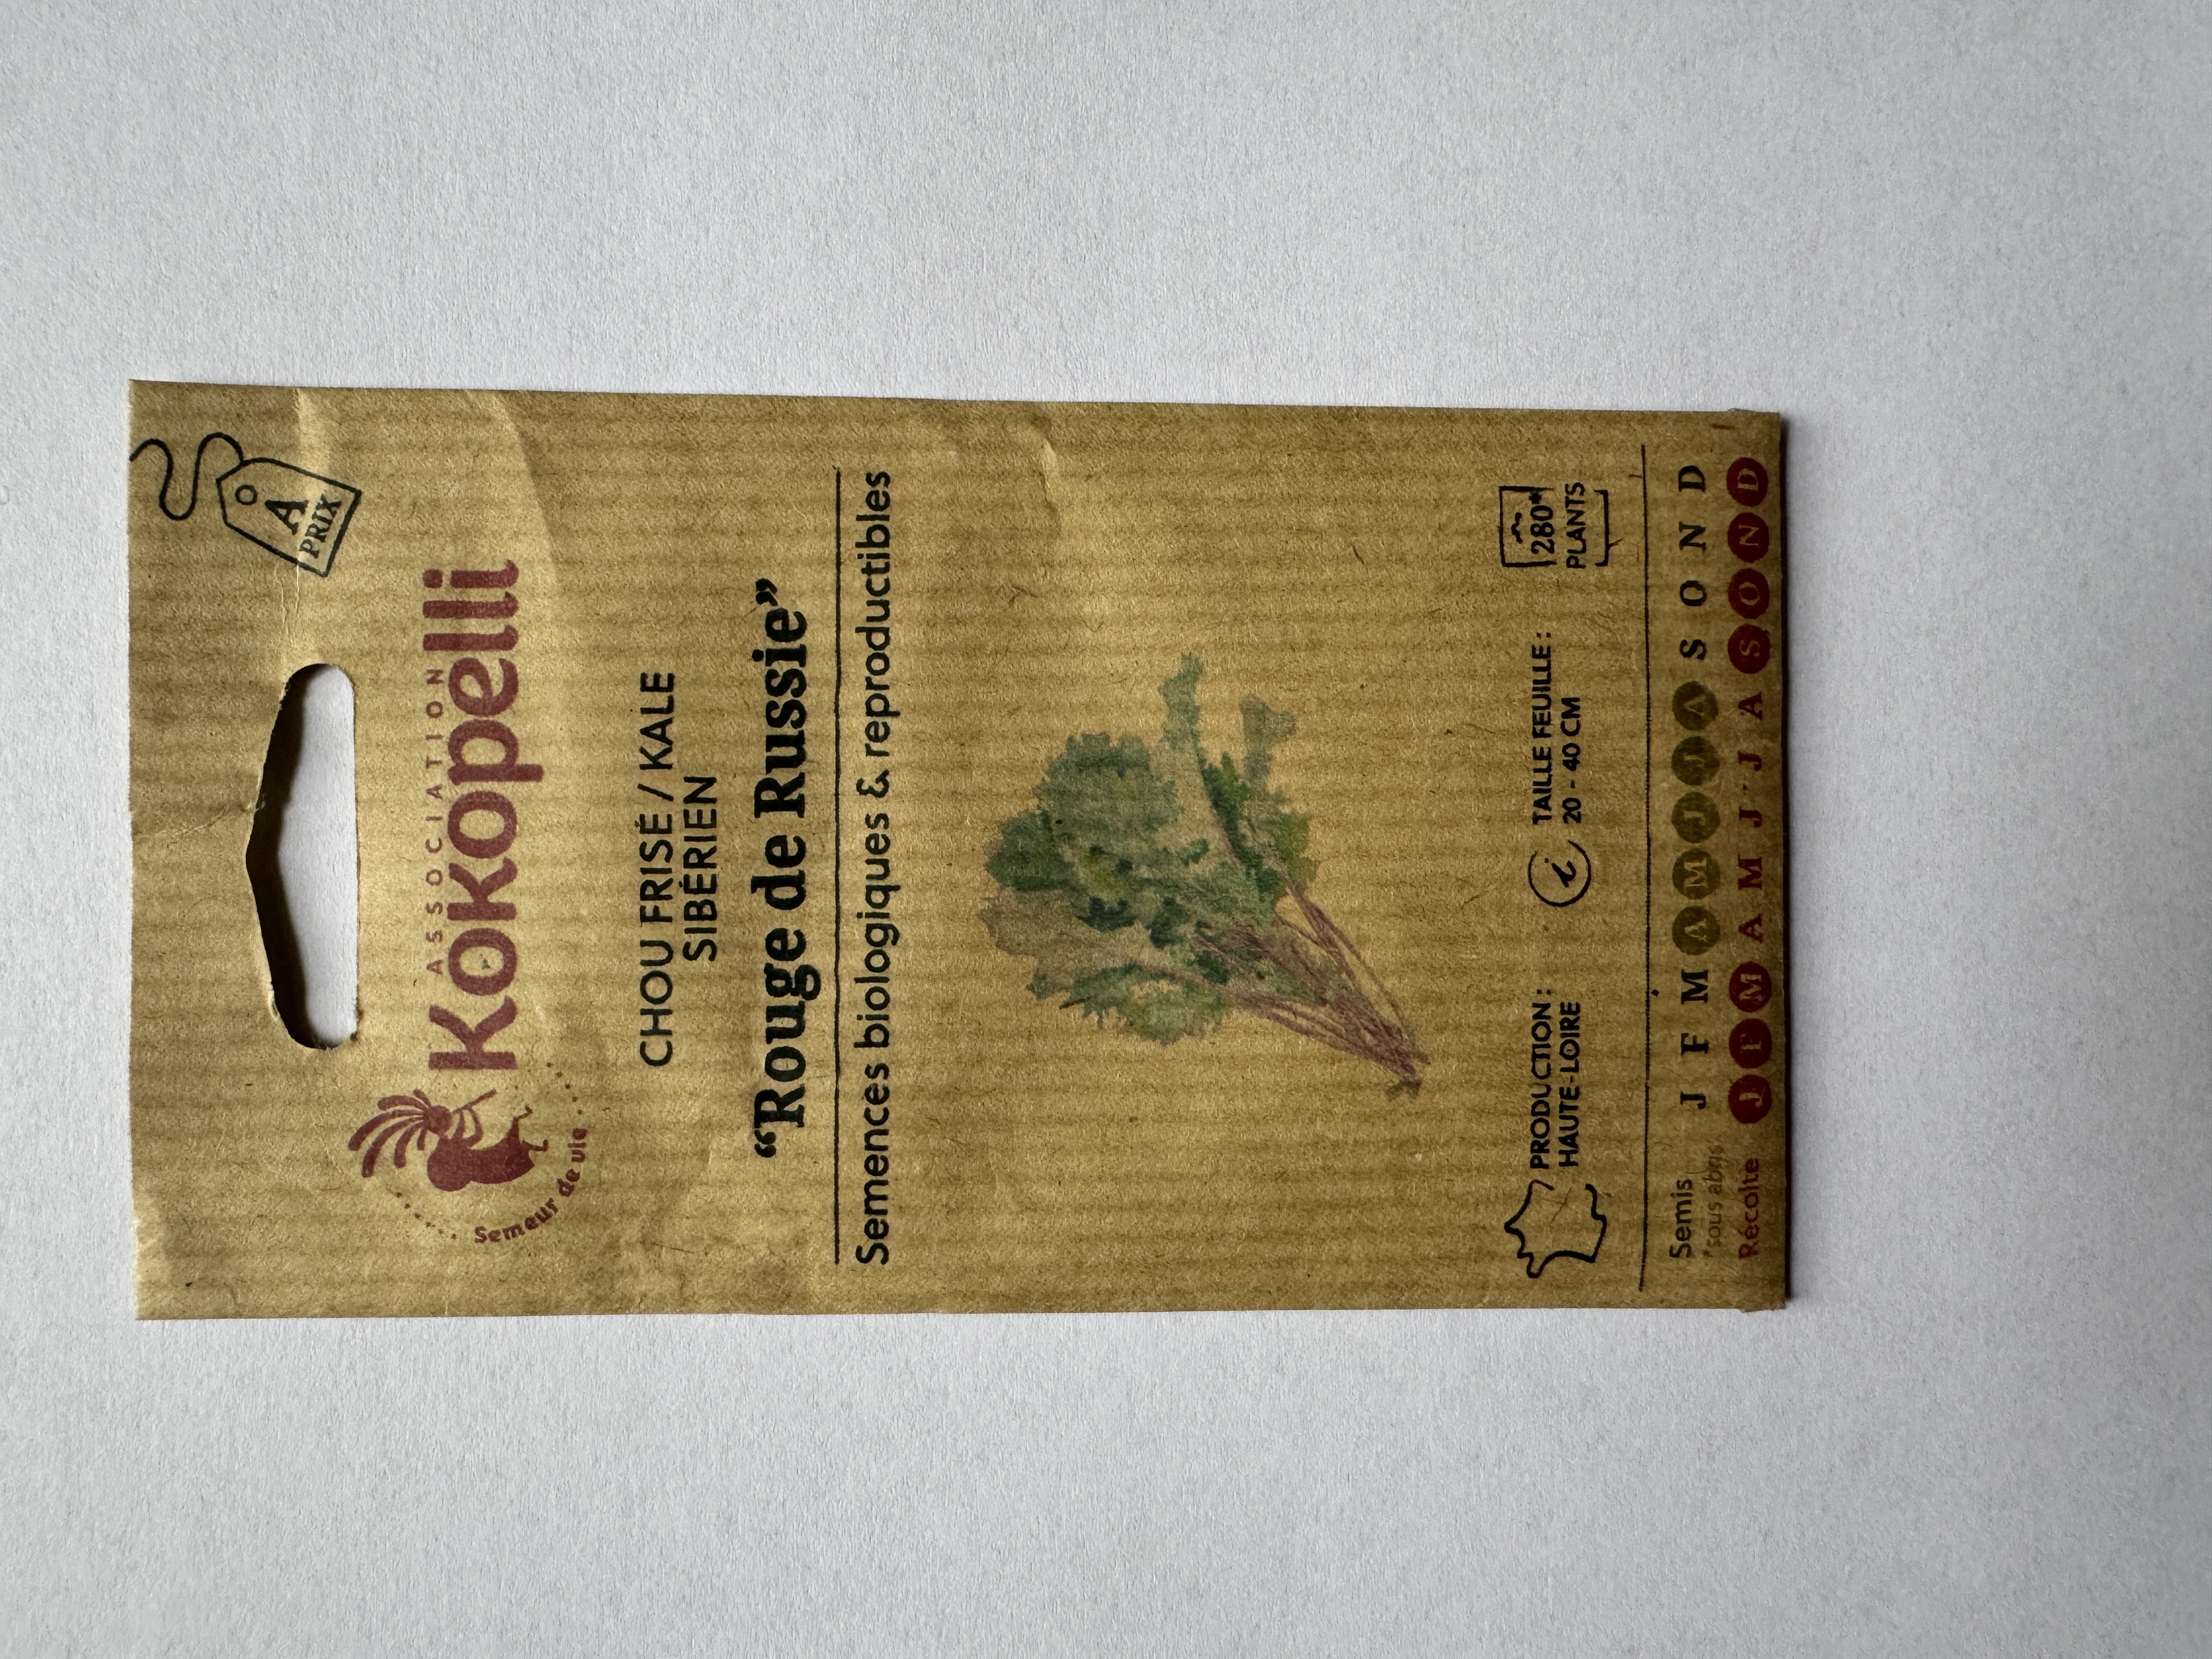 A
PRIX
ASSOCIATION
Kokopelli
Semeur de vie
CHOU FRISÉ / KALE
SIBÉRIEN
“Rouge de Russie”
Semences biologiques & reproductibles
PRODUCTION :
HAUTE-LOIRE
i
TAILLE FEUILLE :
20 - 40 CM
280*
PLANTS
Semis J F M A M J J A S O N D
*sous abris
Récolte J F M A M J J A S O N D